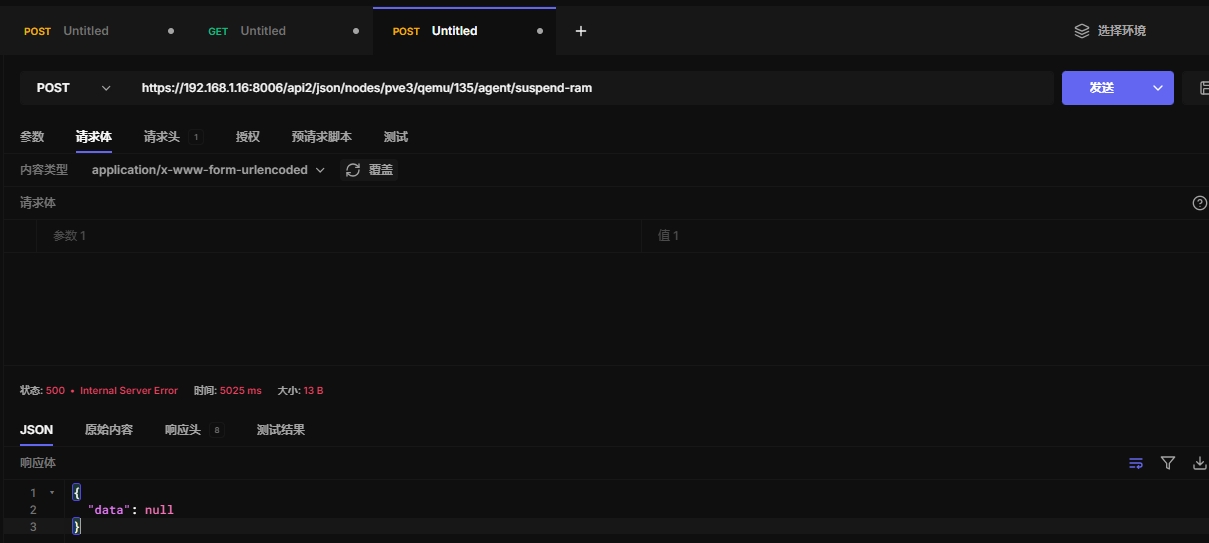 POST Untitled GET Untitled POST Untitled + 选择环境
POST https://192.168.1.16:8006/api2/json/nodes/pve3/qemu/135/agent/suspend-ram 发送
参数 请求体 请求头 1 授权 预请求脚本 测试
内容类型 application/x-www-form-urlencoded 覆盖
请求体
参数 1 值 1
状态: 500 • Internal Server Error 时间: 5025 ms 大小: 13 B
JSON 原始内容 响应头 8 测试结果
响应体
1 {
2 "data": null
3 }